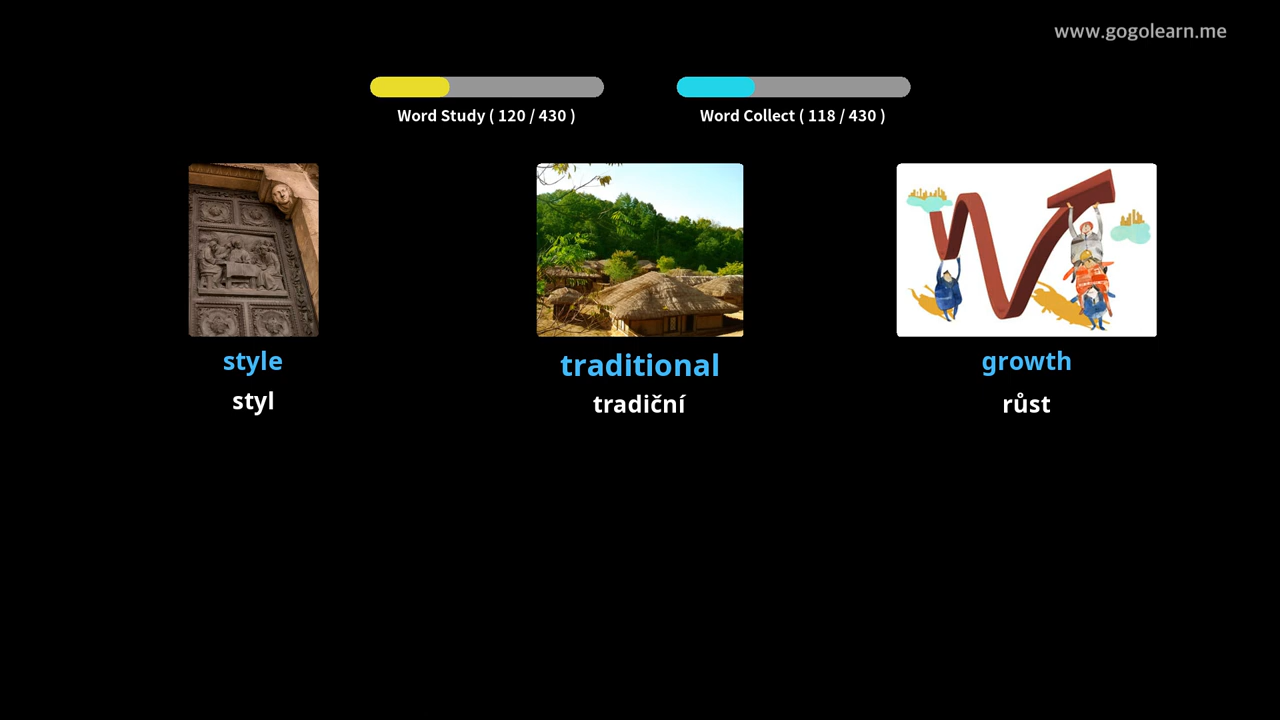 www.gogolearn.me
Word Study ( 120 / 430 )
Word Collect ( 118 / 430 )
style
styl
traditional
tradiční
growth
růst